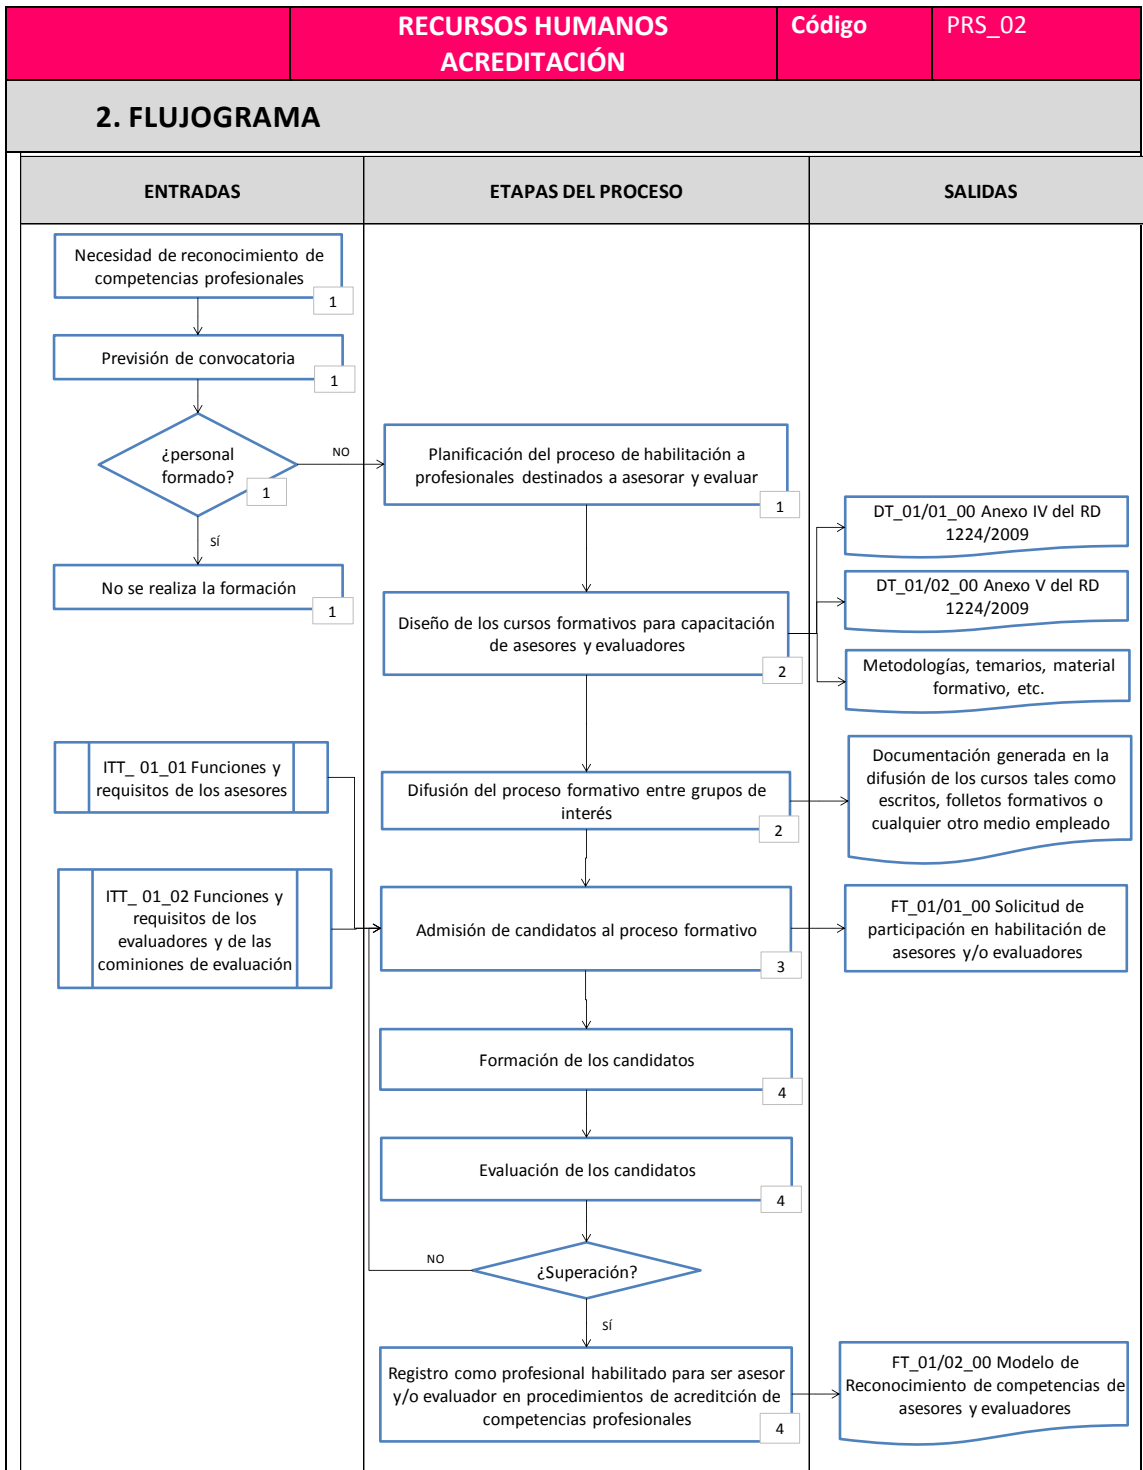 RECURSOS HUMANOS
ACREDITACIÓN
Código
PRS_02
2. FLUJOGRAMA
ENTRADAS
ETAPAS DEL PROCESO
SALIDAS
Necesidad de reconocimiento de
competencias profesionales
1
Previsión de convocatoria
1
¿personal
formado?
1
NO
SÍ
No se realiza la formación
1
Planificación del proceso de habilitación a
profesionales destinados a asesorar y evaluar
1
Diseño de los cursos formativos para capacitación
de asesores y evaluadores
2
DT_01/01_00 Anexo IV del RD
1224/2009
DT_01/02_00 Anexo V del RD
1224/2009
Metodologías, temarios, material
formativo, etc.
ITT_ 01_01 Funciones y
requisitos de los asesores
Difusión del proceso formativo entre grupos de
interés
2
Documentación generada en la
difusión de los cursos tales como
escritos, folletos formativos o
cualquier otro medio empleado
ITT_ 01_02 Funciones y
requisitos de los
evaluadores y de las
cominiones de evaluación
Admisión de candidatos al proceso formativo
3
FT_01/01_00 Solicitud de
participación en habilitación de
asesores y/o evaluadores
Formación de los candidatos
4
Evaluación de los candidatos
4
¿Superación?
NO
SÍ
Registro como profesional habilitado para ser asesor
y/o evaluador en procedimientos de acreditción de
competencias profesionales
4
FT_01/02_00 Modelo de
Reconocimiento de competencias de
asesores y evaluadores